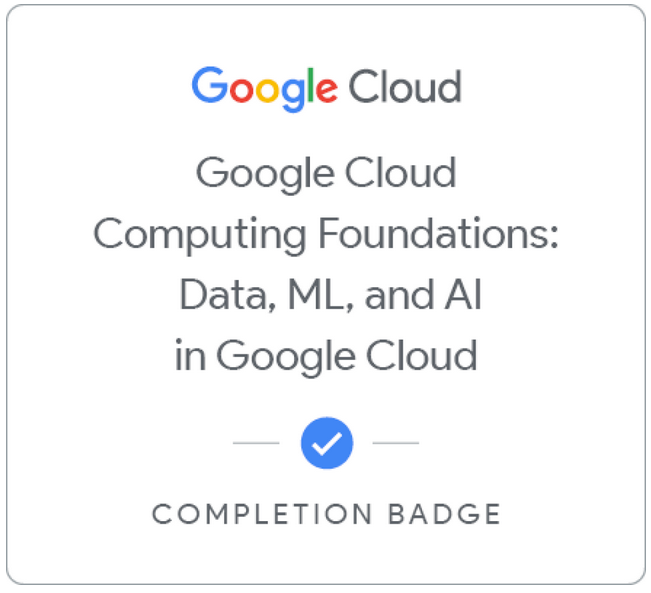 Google Cloud
Google Cloud
Computing Foundations:
Data, ML, and AI
in Google Cloud
COMPLETION BADGE